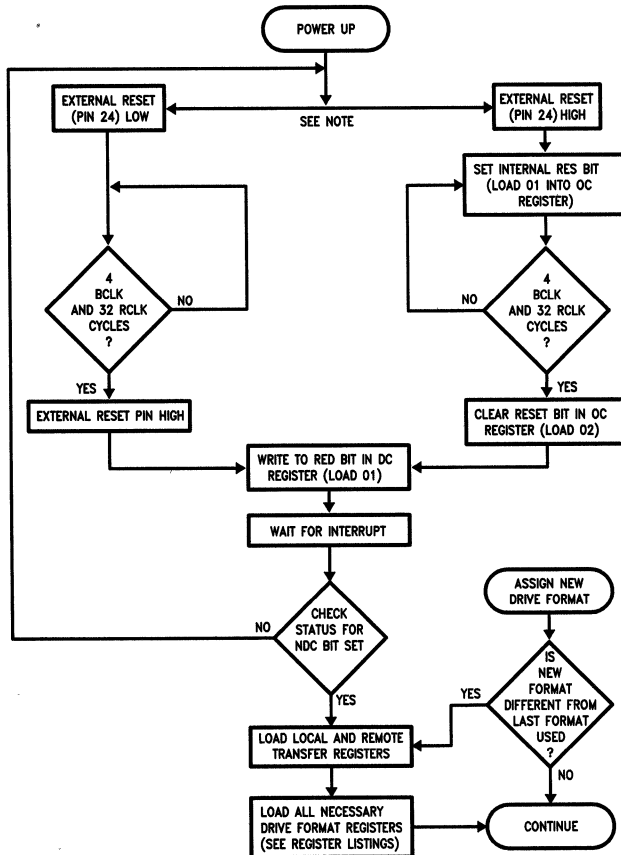 POWER UP
EXTERNAL RESET
(PIN 24) LOW
SEE NOTE
EXTERNAL RESET
(PIN 24) HIGH
SET INTERNAL RES BIT
(LOAD 01 INTO OC
REGISTER)
4
BCLK
AND 32 RCLK
CYCLES
?
NO
YES
4
BCLK
AND 32 RCLK
CYCLES
?
NO
YES
EXTERNAL RESET PIN HIGH
CLEAR RESET BIT IN OC
REGISTER (LOAD 02)
WRITE TO RED BIT IN DC
REGISTER (LOAD 01)
WAIT FOR INTERRUPT
CHECK
STATUS FOR
NDC BIT SET
NO
YES
ASSIGN NEW
DRIVE FORMAT
IS
NEW
FORMAT
DIFFERENT FROM
LAST FORMAT
USED
?
YES
NO
LOAD LOCAL AND REMOTE
TRANSFER REGISTERS
LOAD ALL NECESSARY
DRIVE FORMAT REGISTERS
(SEE REGISTER LISTINGS)
CONTINUE